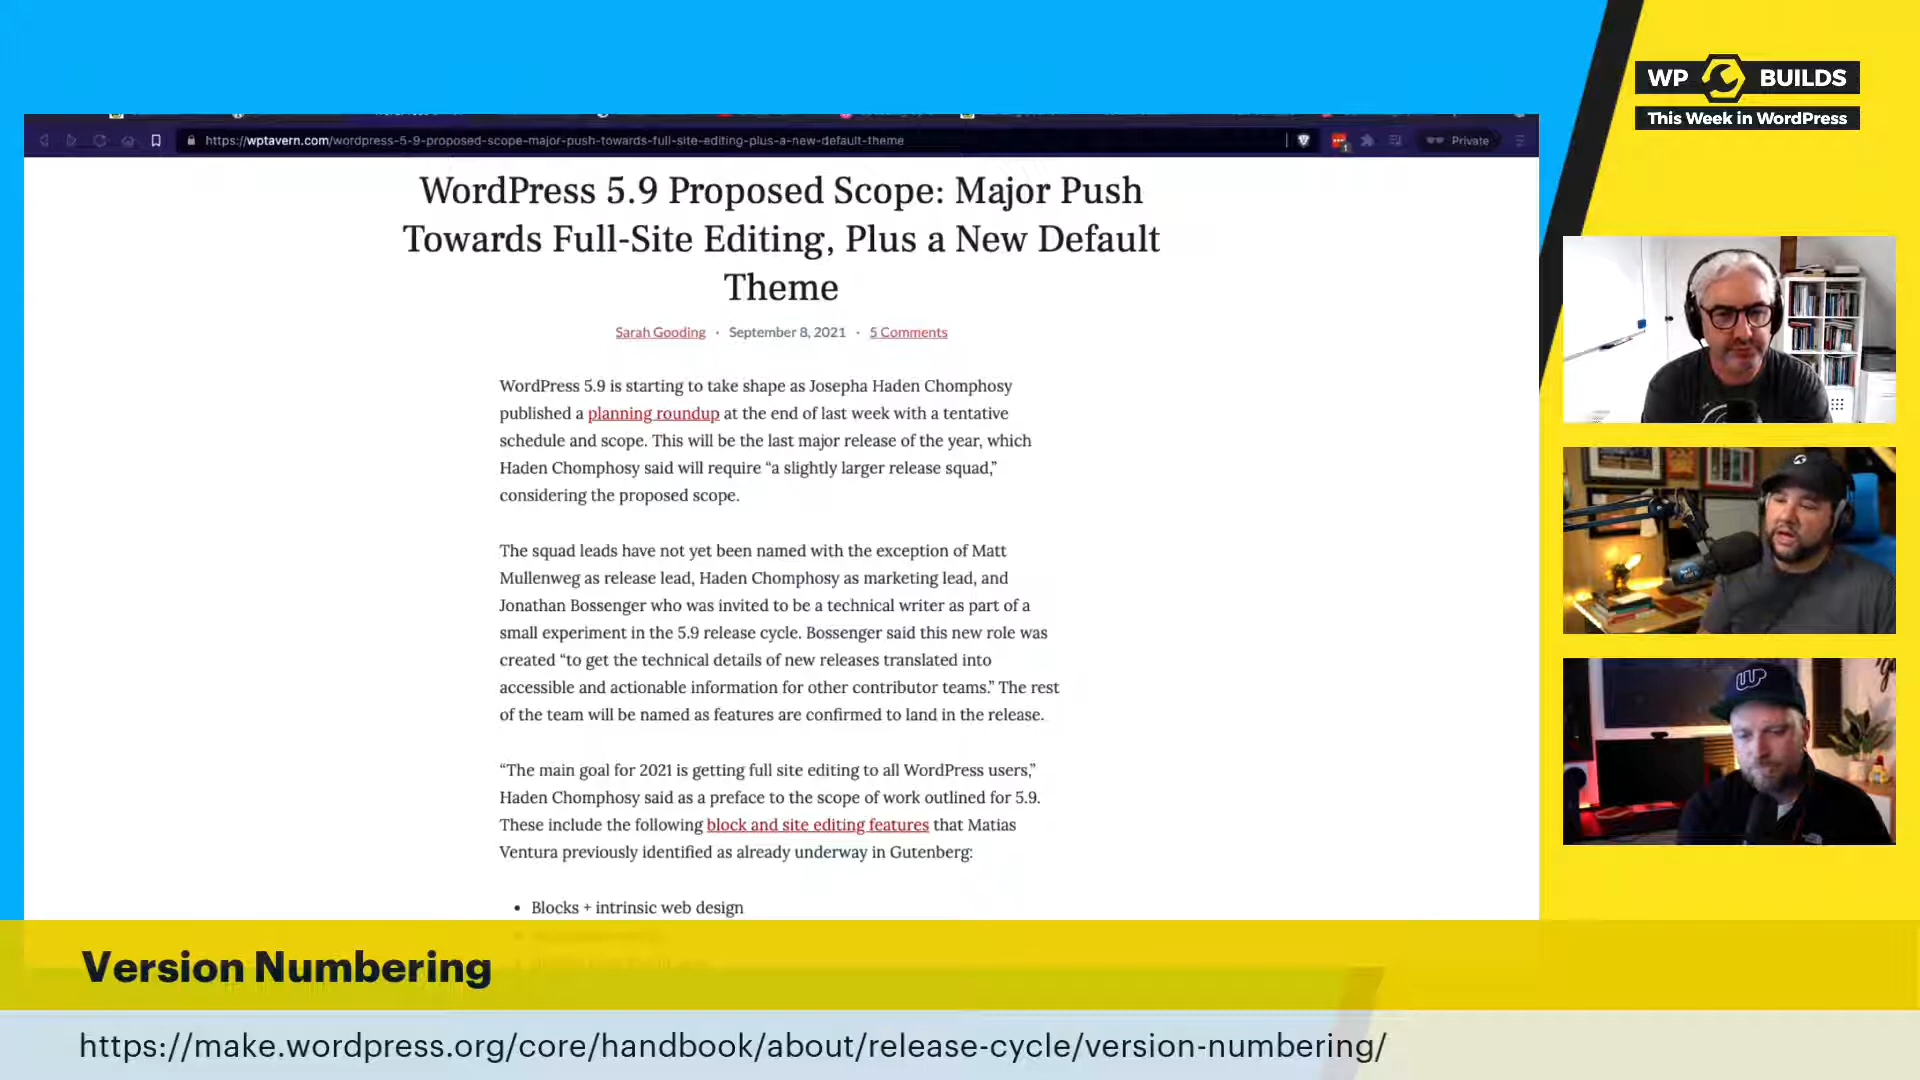 WP BUILDS
This Week in WordPress
https://wptavern.com/wordpress-5-9-proposed-scope-major-push-towards-full-site-editing-plus-a-new-default-theme
1
Private
WordPress 5.9 Proposed Scope: Major Push
Towards Full-Site Editing, Plus a New Default
Theme
Sarah Gooding · September 8, 2021 · 5 Comments
WordPress 5.9 is starting to take shape as Josepha Haden Chomphosy
published a planning roundup at the end of last week with a tentative
schedule and scope. This will be the last major release of the year, which
Haden Chomphosy said will require “a slightly larger release squad,”
considering the proposed scope.
The squad leads have not yet been named with the exception of Matt
Mullenweg as release lead, Haden Chomphosy as marketing lead, and
Jonathan Bossenger who was invited to be a technical writer as part of a
small experiment in the 5.9 release cycle. Bossenger said this new role was
created “to get the technical details of new releases translated into
accessible and actionable information for other contributor teams.” The rest
of the team will be named as features are confirmed to land in the release.
“The main goal for 2021 is getting full site editing to all WordPress users,”
Haden Chomphosy said as a preface to the scope of work outlined for 5.9.
These include the following block and site editing features that Matias
Ventura previously identified as already underway in Gutenberg:
• Blocks + intrinsic web design
Version Numbering
https://make.wordpress.org/core/handbook/about/release-cycle/version-numbering/